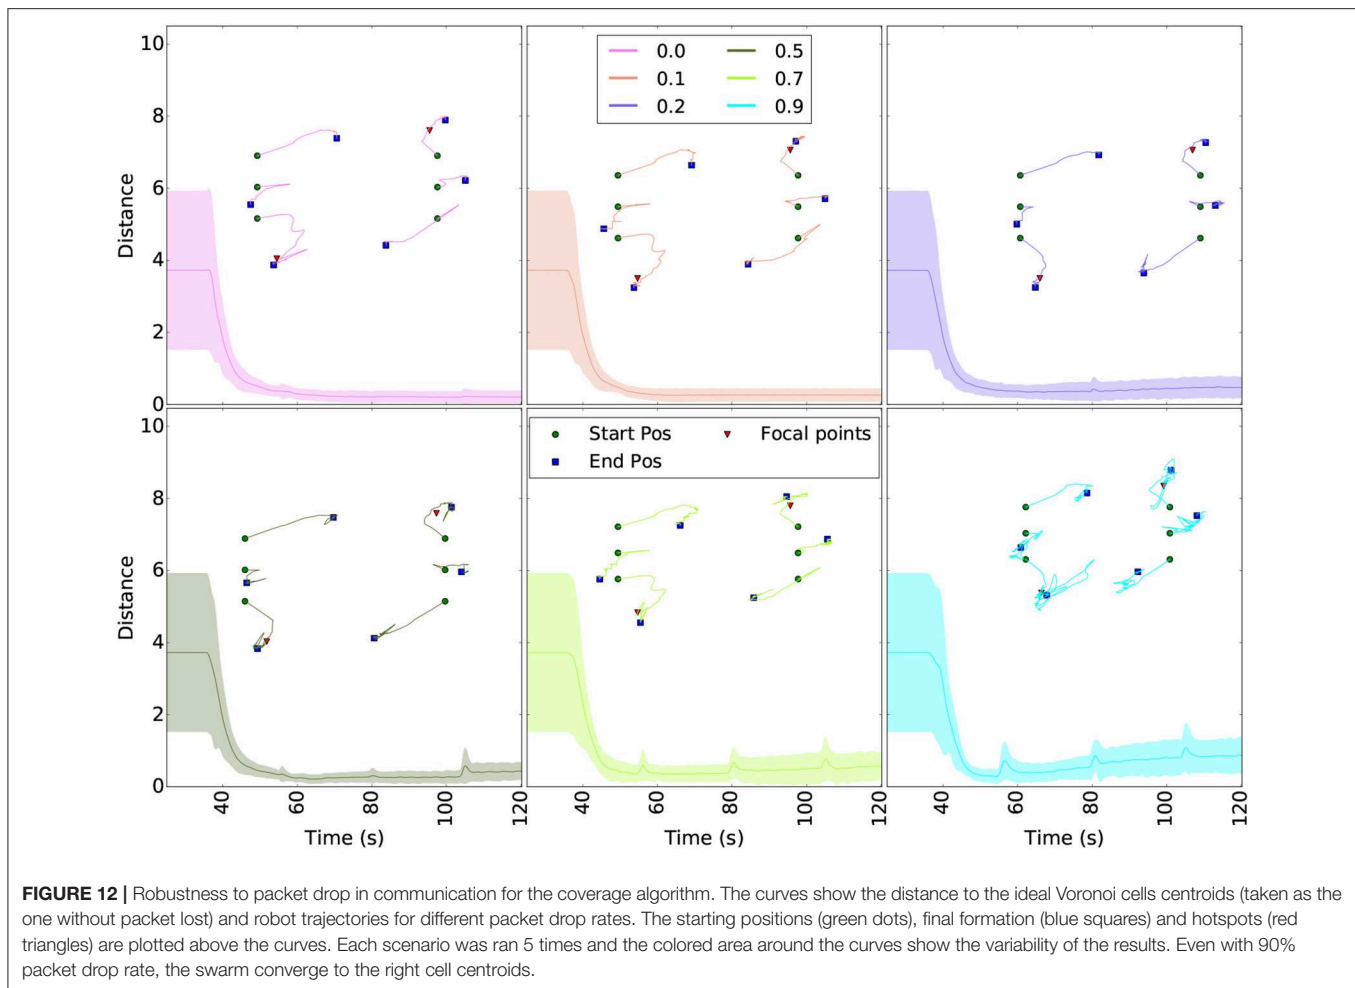 10
8
6
4
2
0
Distance
0.0
0.1
0.2
0.5
0.7
0.9
10
8
6
4
2
0
Distance
Start Pos
End Pos
Focal points
40
60
80
100
120
Time (s)
40
60
80
100
120
Time (s)
40
60
80
100
120
Time (s)
FIGURE 12 | Robustness to packet drop in communication for the coverage algorithm. The curves show the distance to the ideal Voronoi cells centroids (taken as the
one without packet lost) and robot trajectories for different packet drop rates. The starting positions (green dots), final formation (blue squares) and hotspots (red
triangles) are plotted above the curves. Each scenario was ran 5 times and the colored area around the curves show the variability of the results. Even with 90%
packet drop rate, the swarm converge to the right cell centroids.